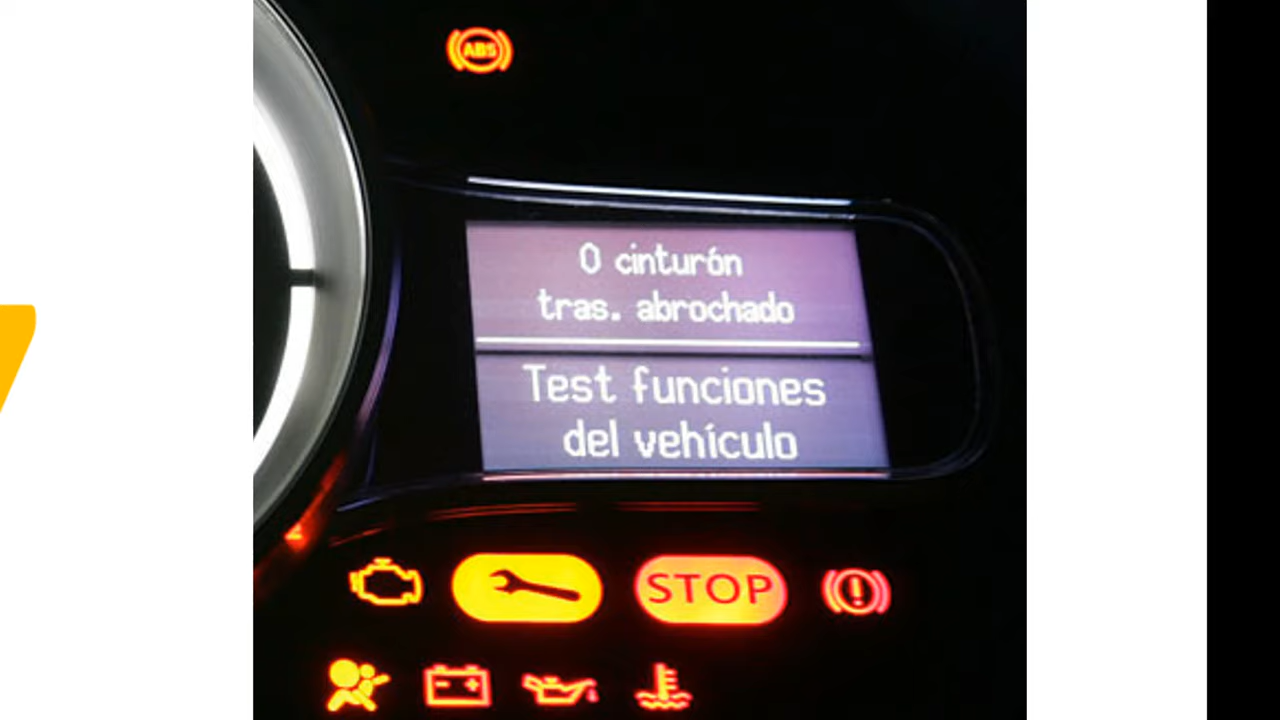 ABS
0 cinturón
tras. abrochado
Test funciones
del vehículo
STOP